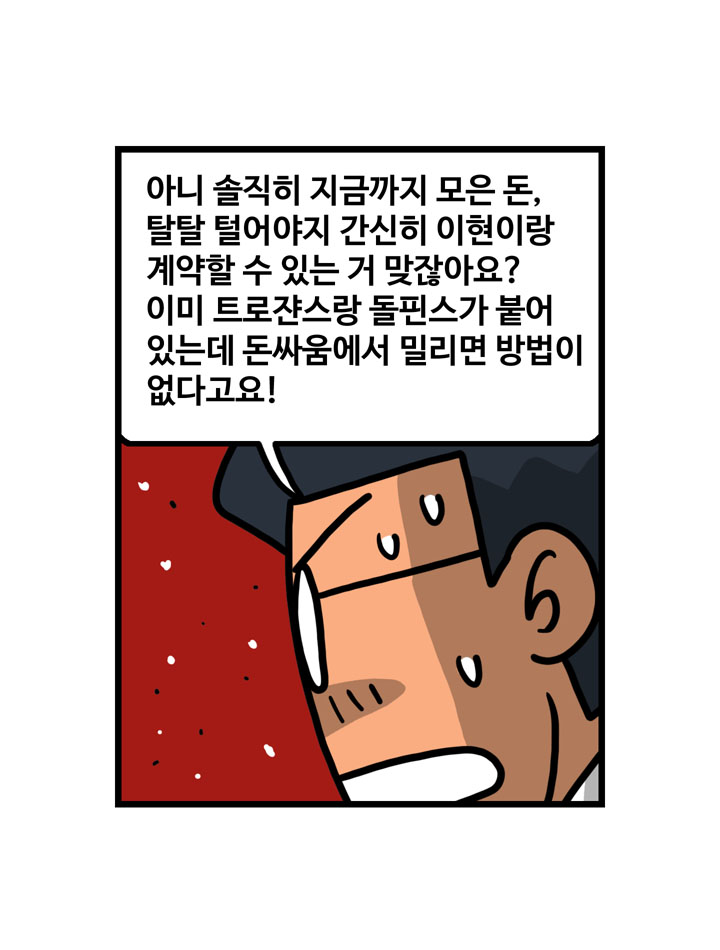 아니 솔직히 지금까지 모은 돈,
탈탈 털어야지 간신히 이현이랑
계약할 수 있는 거 맞잖아요?
이미 트로쟌스랑 돌핀스가 붙어
있는데 돈싸움에서 밀리면 방법이
없다고요!